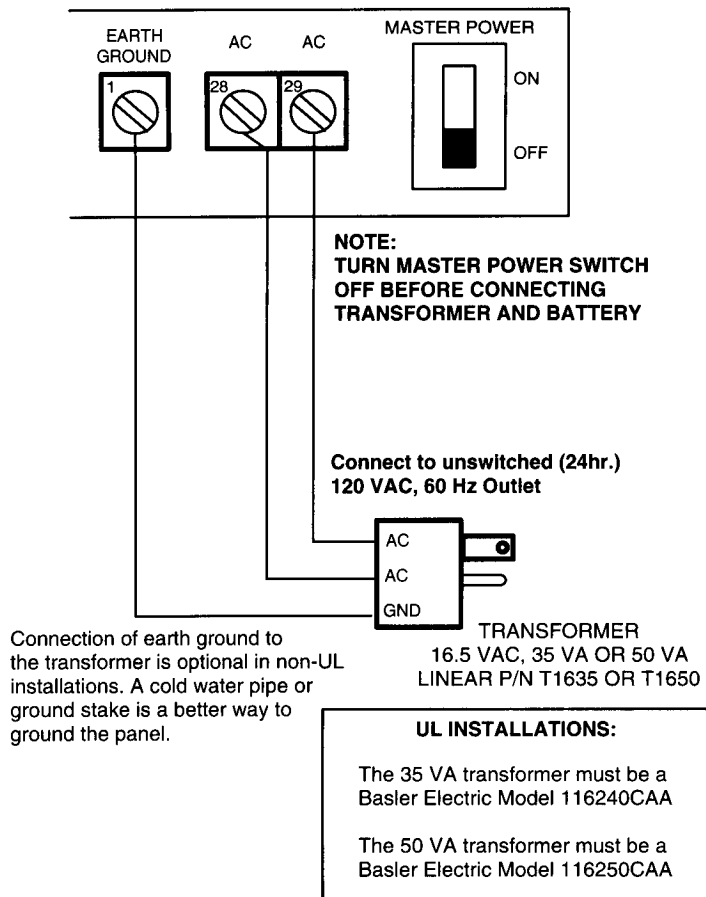 EARTH
GROUND
AC
AC
MASTER POWER
1
28
29
ON
OFF
NOTE:
TURN MASTER POWER SWITCH
OFF BEFORE CONNECTING
TRANSFORMER AND BATTERY
Connect to unswitched (24hr.)
120 VAC, 60 Hz Outlet
AC
AC
GND
Connection of earth ground to
the transformer is optional in non-UL
installations. A cold water pipe or
ground stake is a better way to
ground the panel.
TRANSFORMER
16.5 VAC, 35 VA OR 50 VA
LINEAR P/N T1635 OR T1650
UL INSTALLATIONS:
The 35 VA transformer must be a
Basler Electric Model 116240CAA
The 50 VA transformer must be a
Basler Electric Model 116250CAA